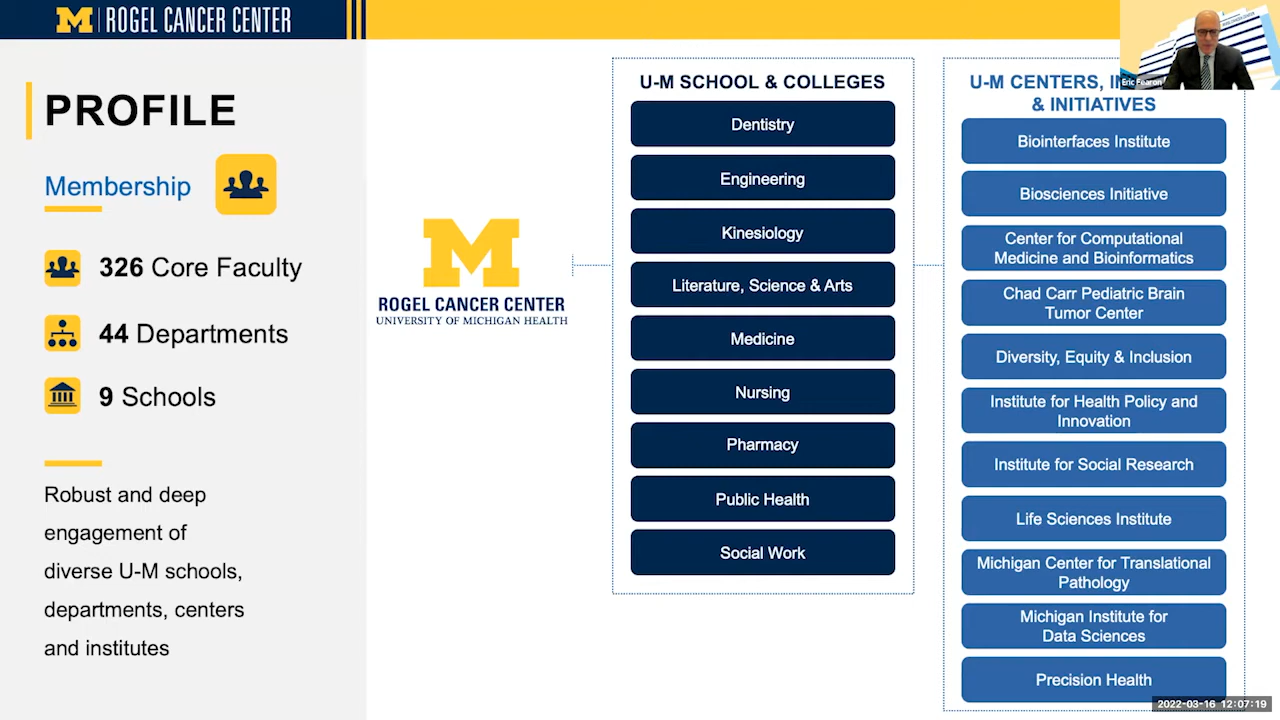 M | ROGEL CANCER CENTER
Eric Fearon
PROFILE
Membership
326 Core Faculty
44 Departments
9 Schools
Robust and deep
engagement of
diverse U-M schools,
departments, centers
and institutes
M
ROGEL CANCER CENTER
UNIVERSITY OF MICHIGAN HEALTH
U-M SCHOOL & COLLEGES
Dentistry
Engineering
Kinesiology
Literature, Science & Arts
Medicine
Nursing
Pharmacy
Public Health
Social Work
U-M CENTERS,
& INITIATIVES
Biointerfaces Institute
Biosciences Initiative
Center for Computational
Medicine and Bioinformatics
Chad Carr Pediatric Brain
Tumor Center
Diversity, Equity & Inclusion
Institute for Health Policy and
Innovation
Institute for Social Research
Life Sciences Institute
Michigan Center for Translational
Pathology
Michigan Institute for
Data Sciences
Precision Health
2022-03-16 12:07:19